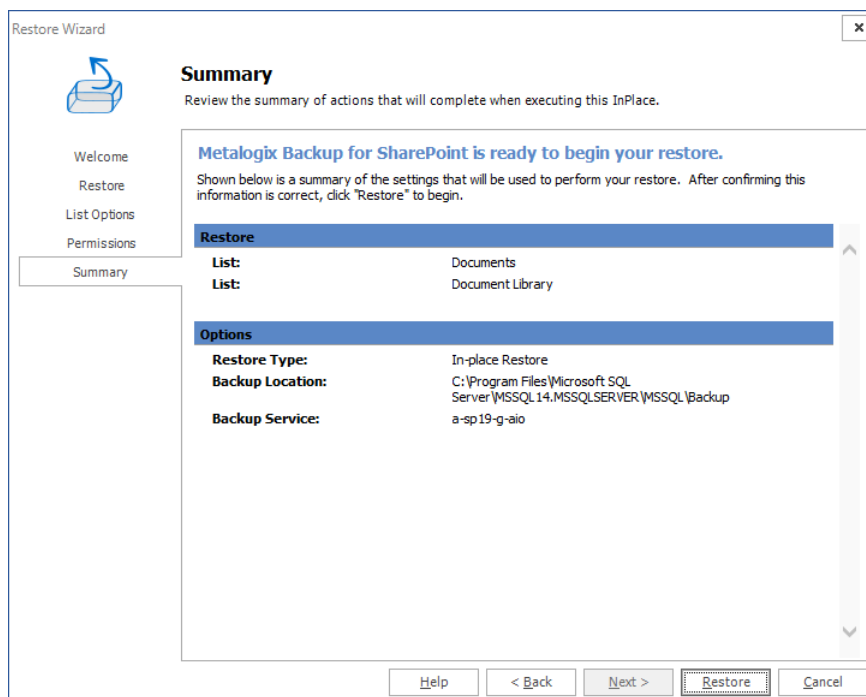 Restore Wizard
Summary
Review the summary of actions that will complete when executing this InPlace.
Welcome
Restore
List Options
Permissions
Summary
Metalogix Backup for SharePoint is ready to begin your restore.
Shown below is a summary of the settings that will be used to perform your restore. After confirming this
information is correct, click "Restore" to begin.
Restore
List: Documents
List: Document Library
Options
Restore Type: In-place Restore
Backup Location: C:\Program Files\Microsoft SQL
Server\MSSQL14.MSSQLSERVER\MSSQL\Backup
Backup Service: a-sp19-g-aio
Help < Back Next > Restore Cancel